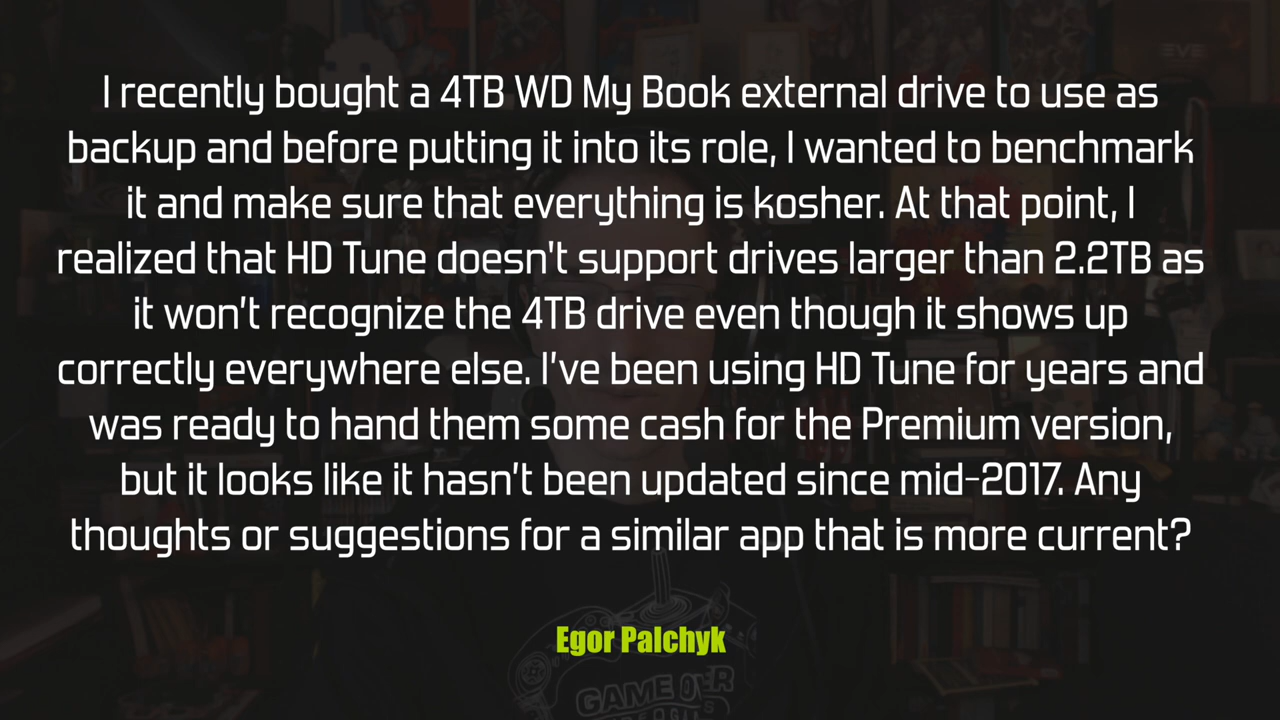 I recently bought a 4TB WD My Book external drive to use as
backup and before putting it into its role, I wanted to benchmark
it and make sure that everything is kosher. At that point, I
realized that HD Tune doesn't support drives larger than 2.2TB as
it won't recognize the 4TB drive even though it shows up
correctly everywhere else. I've been using HD Tune for years and
was ready to hand them some cash for the Premium version,
but it looks like it hasn't been updated since mid-2017. Any
thoughts or suggestions for a similar app that is more current?
Egor Palchyk
GAME OVER